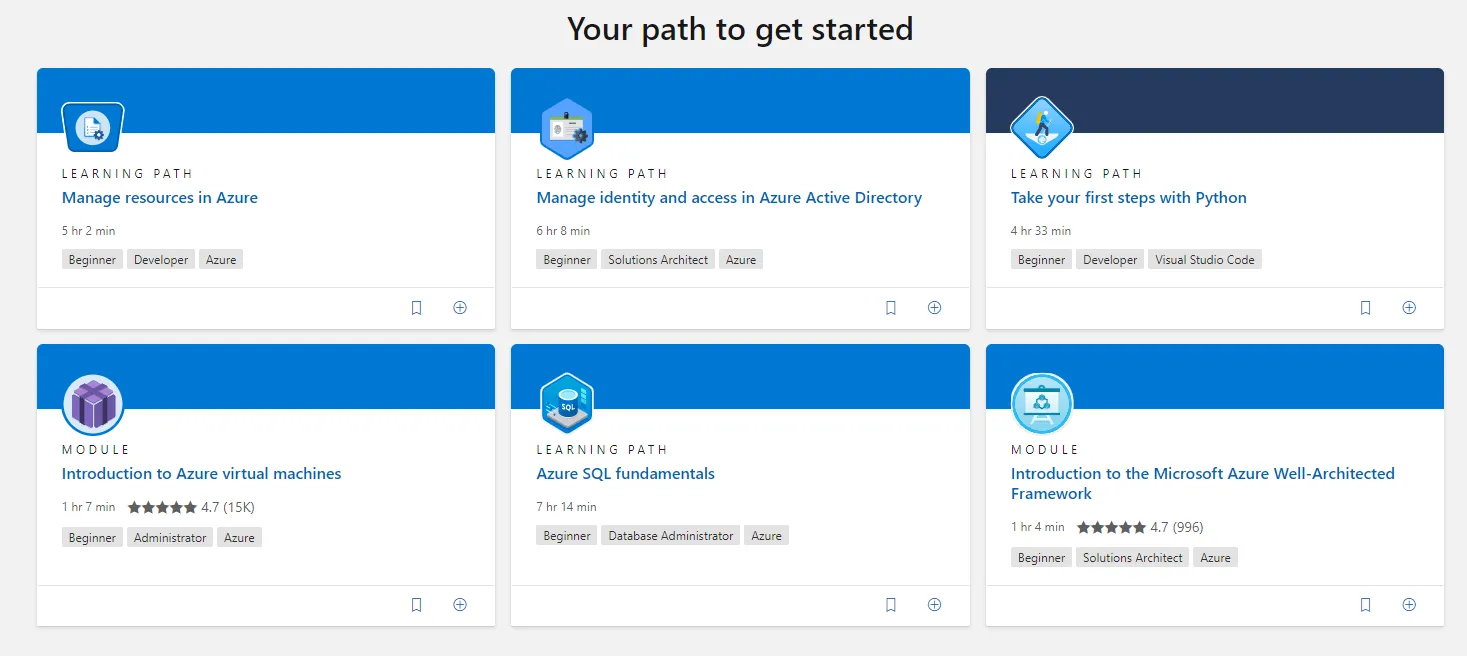 Your path to get started
LEARNING PATH
Manage resources in Azure
5 hr 2 min
Beginner Developer Azure
LEARNING PATH
Manage identity and access in Azure Active Directory
6 hr 8 min
Beginner Solutions Architect Azure
LEARNING PATH
Take your first steps with Python
4 hr 33 min
Beginner Developer Visual Studio Code
MODULE
Introduction to Azure virtual machines
1 hr 7 min 4.7 (15K)
Beginner Administrator Azure
SQL
LEARNING PATH
Azure SQL fundamentals
7 hr 14 min
Beginner Database Administrator Azure
MODULE
Introduction to the Microsoft Azure Well-Architected
Framework
1 hr 4 min 4.7 (996)
Beginner Solutions Architect Azure